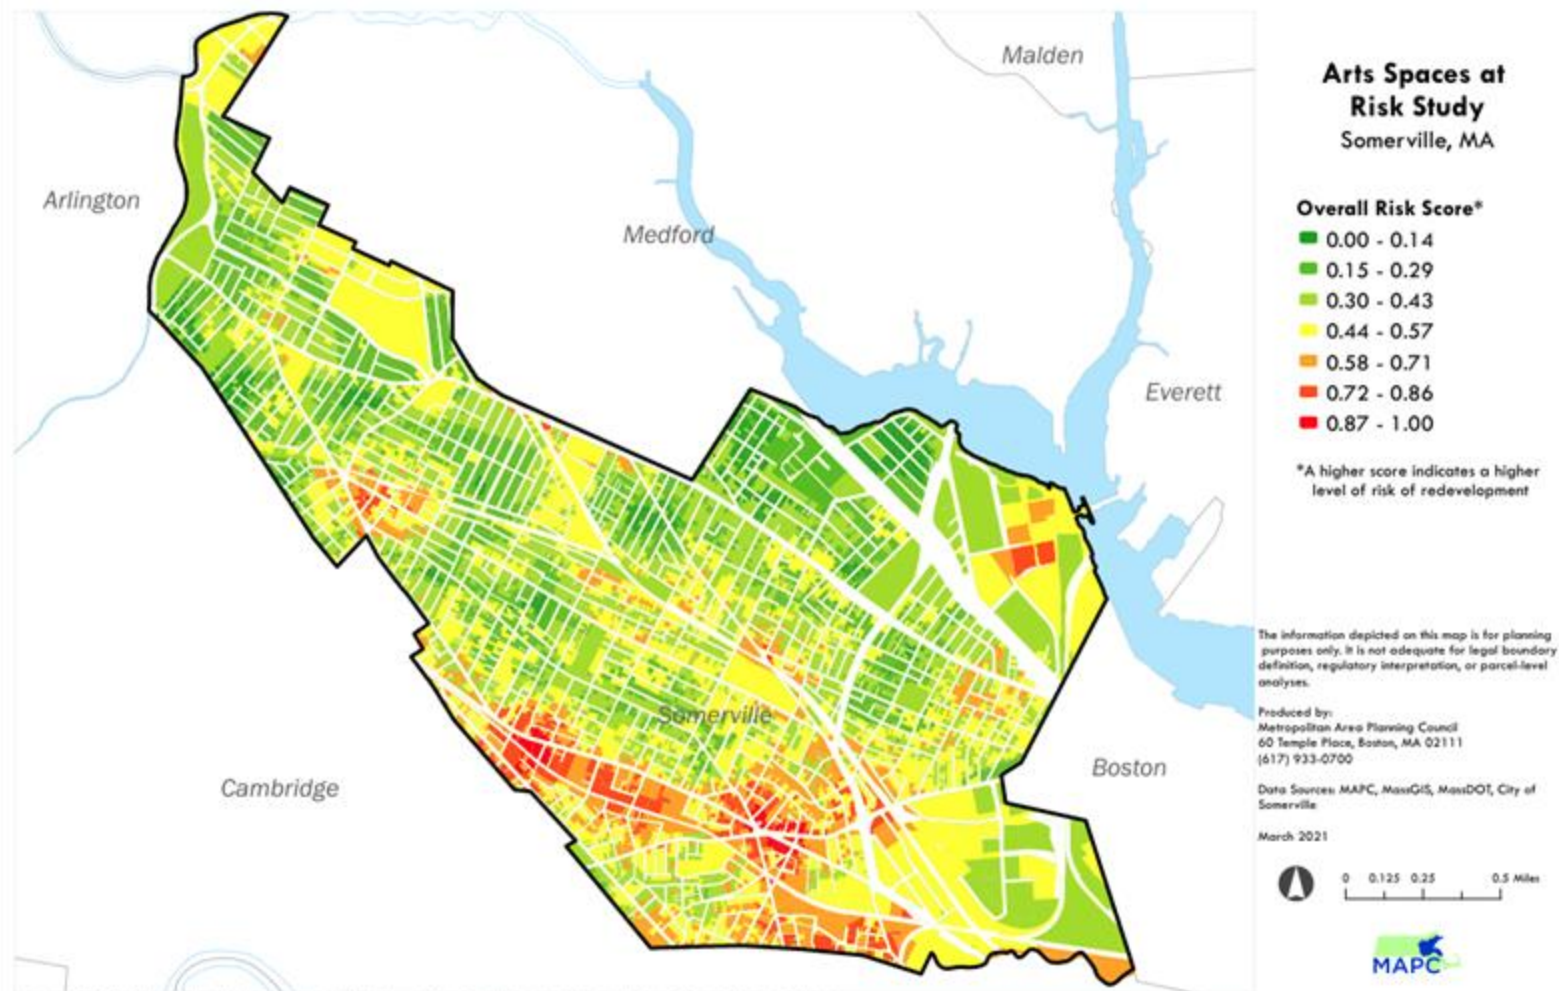 Malden
Arlington
Medford
Everett
Somerville
Cambridge
Boston
Arts Spaces at
Risk Study
Somerville, MA
Overall Risk Score*
0.00 - 0.14
0.15 - 0.29
0.30 - 0.43
0.44 - 0.57
0.58 - 0.71
0.72 - 0.86
0.87 - 1.00
*A higher score indicates a higher
level of risk of redevelopment
The information depicted on this map is for planning
purposes only. It is not adequate for legal boundary
definition, regulatory interpretation, or parcel-level
analyses.
Produced by:
Metropolitan Area Planning Council
60 Temple Place, Boston, MA 02111
(617) 933-0700
Data Sources: MAPC, MassGIS, MassDOT, City of
Somerville
March 2021
0 0.125 0.25 0.5 Miles
MAPC